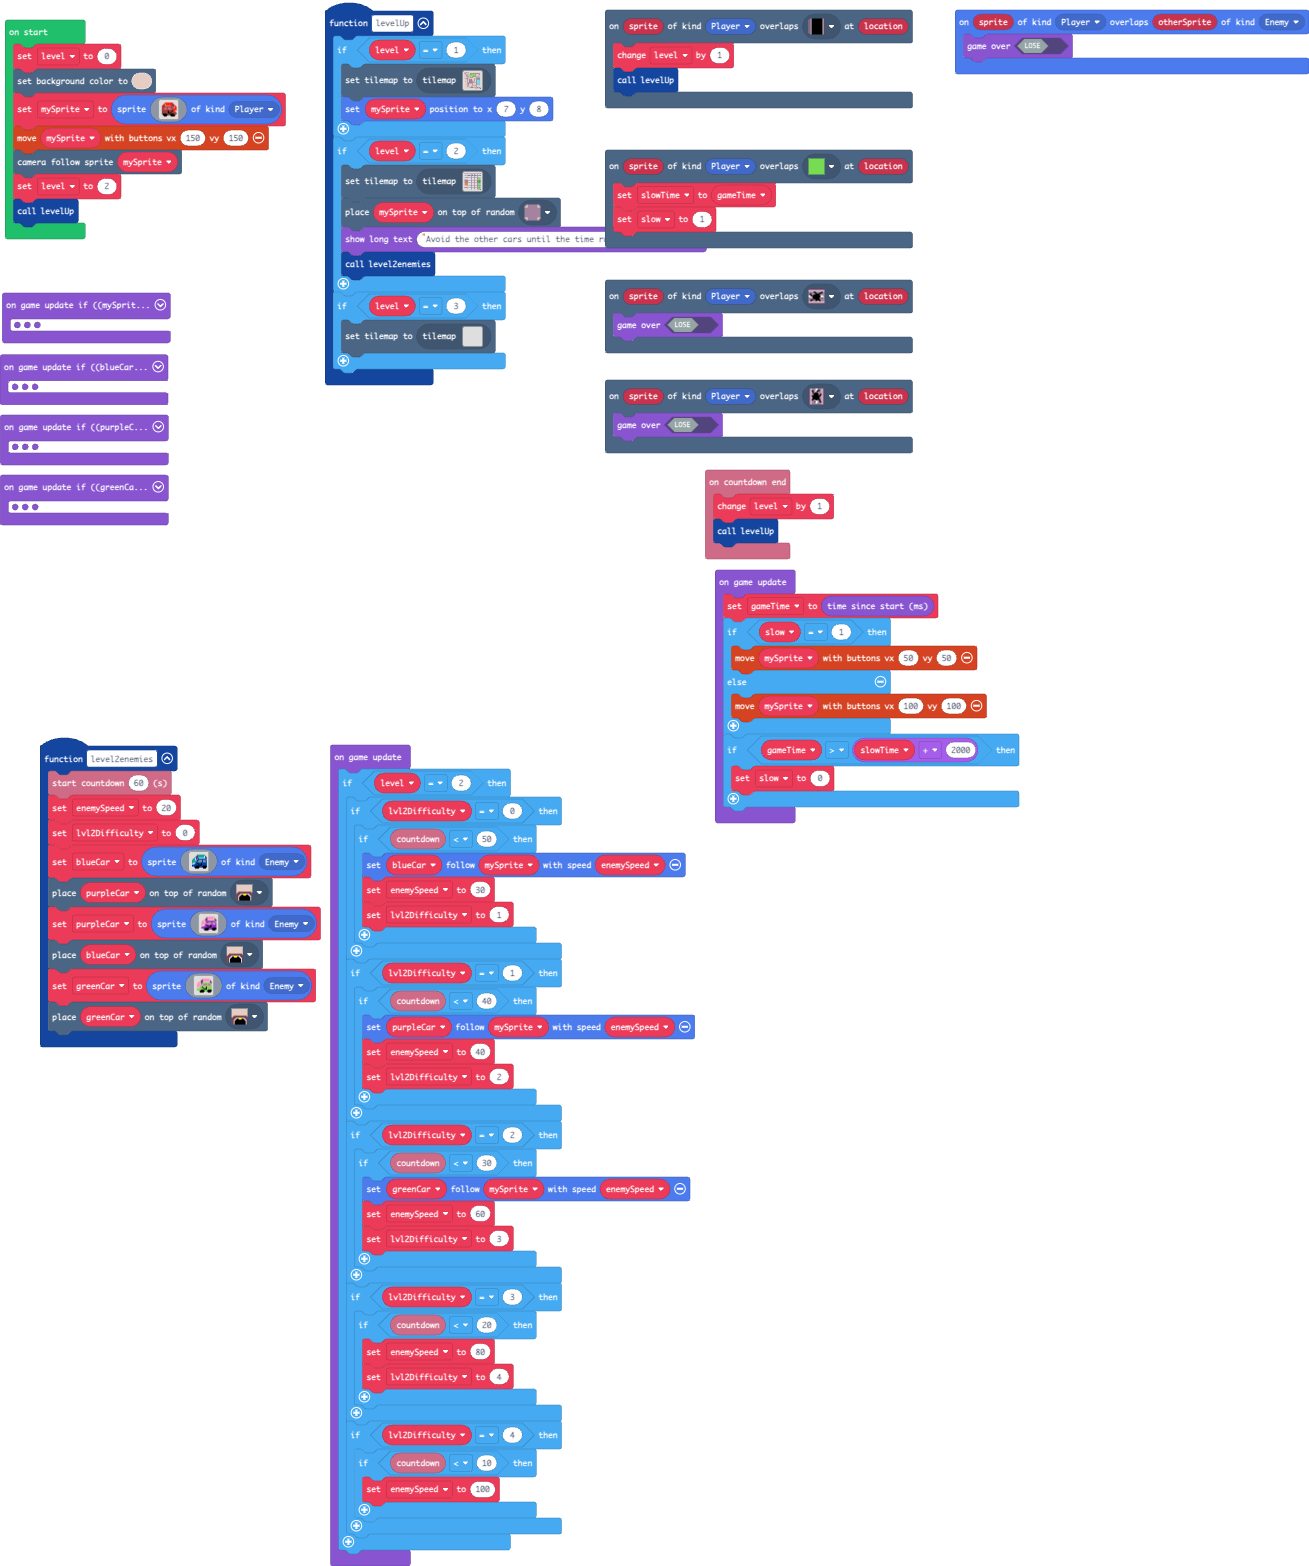 on start
set level to 0
set background color to
set mySprite to sprite of kind Player
move mySprite with buttons vx 150 vy 150
camera follow sprite mySprite
set level to 2
call levelUp
on game update if ((mySprit...
on game update if ((blueCar...
on game update if ((purpleC...
on game update if ((greenCa...
function levelUp
if level = 1 then
set tilemap to tilemap
set mySprite position to x 7 y 8
if level = 2 then
set tilemap to tilemap
place mySprite on top of random
show long text "Avoid the other cars until the time r
call level2enemies
if level = 3 then
set tilemap to tilemap
on sprite of kind Player overlaps at location
change level by 1
call levelUp
on sprite of kind Player overlaps at location
set slowTime to gameTime
set slow to 1
on sprite of kind Player overlaps at location
game over LOSE
on sprite of kind Player overlaps at location
game over LOSE
on sprite of kind Player overlaps otherSprite of kind Enemy
game over LOSE
on countdown end
change level by 1
call levelUp
on game update
set gameTime to time since start (ms)
if slow = 1 then
move mySprite with buttons vx 50 vy 50
else
move mySprite with buttons vx 100 vy 100
if gameTime > slowTime + 2000 then
set slow to 0
function level2enemies
start countdown 60 (s)
set enemySpeed to 20
set lvl2Difficulty to 0
set blueCar to sprite of kind Enemy
place purpleCar on top of random
set purpleCar to sprite of kind Enemy
place blueCar on top of random
set greenCar to sprite of kind Enemy
place greenCar on top of random
on game update
if level = 2 then
if lvl2Difficulty = 0 then
if countdown < 50 then
set blueCar follow mySprite with speed enemySpeed
set enemySpeed to 30
set lvl2Difficulty to 1
if lvl2Difficulty = 1 then
if countdown < 40 then
set purpleCar follow mySprite with speed enemySpeed
set enemySpeed to 40
set lvl2Difficulty to 2
if lvl2Difficulty = 2 then
if countdown < 30 then
set greenCar follow mySprite with speed enemySpeed
set enemySpeed to 60
set lvl2Difficulty to 3
if lvl2Difficulty = 3 then
if countdown < 20 then
set enemySpeed to 80
set lvl2Difficulty to 4
if lvl2Difficulty = 4 then
if countdown < 10 then
set enemySpeed to 100